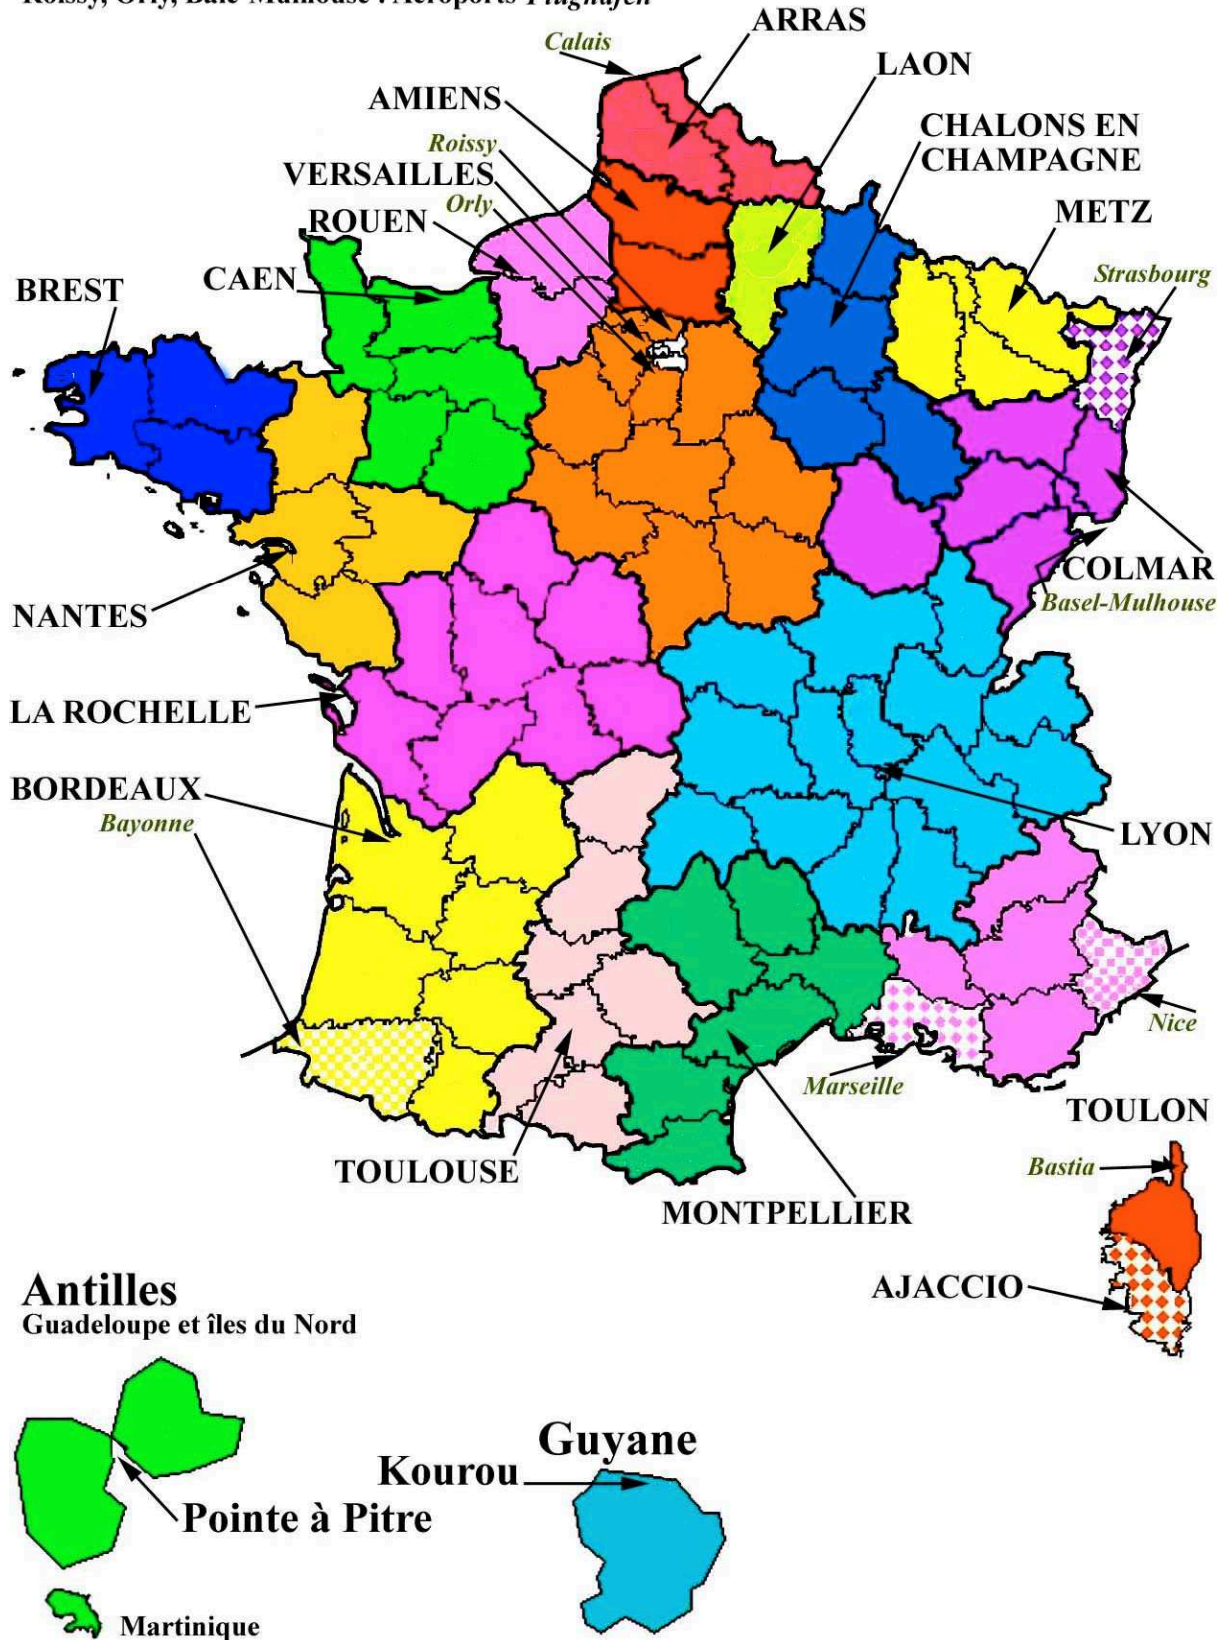 Roissy, Orly, Bale-Mulhouse : Aéroports Flughäfen
ARRAS
Calais
LAON
AMIENS
CHALONS EN
CHAMPAGNE
Roissy
VERSAILLES
Orly
ROUEN
METZ
CAEN
Strasbourg
BREST
COLMAR
Basel-Mulhouse
NANTES
LA ROCHELLE
BORDEAUX
Bayonne
LYON
Nice
Marseille
TOULON
TOULOUSE
Bastia
MONTPELLIER
AJACCIO
Antilles
Guadeloupe et îles du Nord
Guyane
Kourou
Pointe à Pitre
Martinique